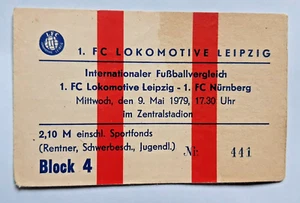 1. FC LOKOMOTIVE LEIPZIG
Internationaler Fußballvergleich
1. FC Lokomotive Leipzig - 1. FC Nürnberg
Mittwoch, den 9. Mai 1979, 17.30 Uhr
im Zentralstadion
2,10 M einschl. Sportfonds
(Rentner, Schwerbesch., Jugendl.)
Block 4
Nr. 441